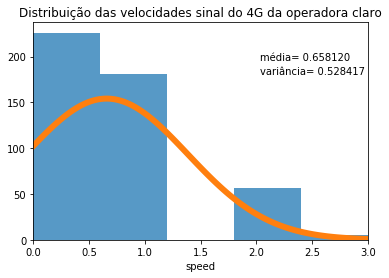 Distribuição das velocidades sinal do 4G da operadora claro
média= 0.658120
variância= 0.528417
200
150
100
50
0
0.0 0.5 1.0 1.5 2.0 2.5 3.0
speed